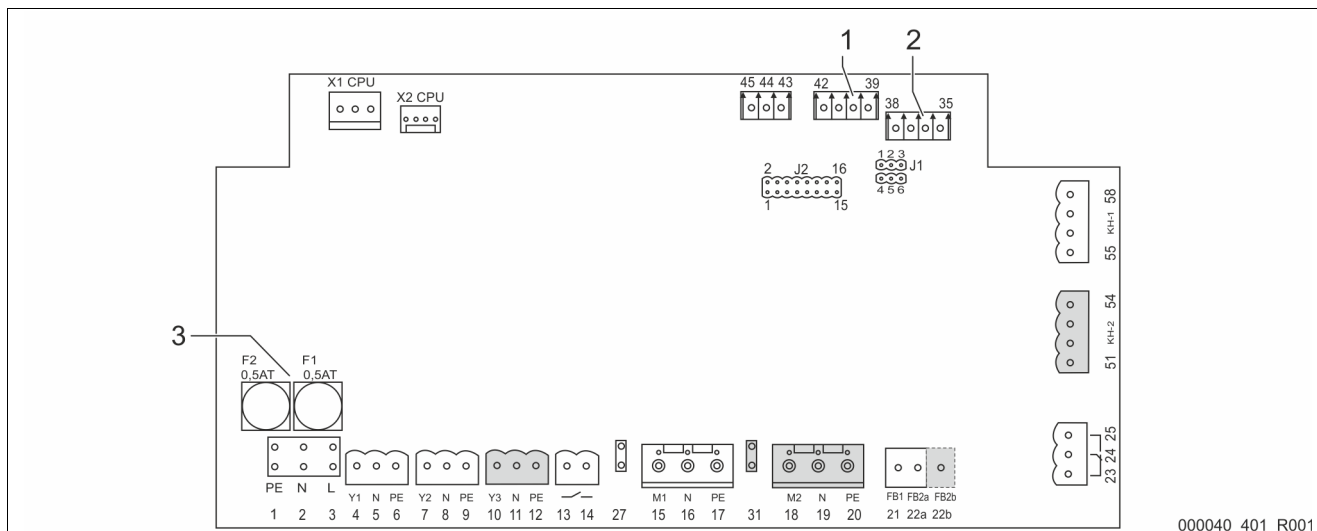 1 2
X1 CPU
X2 CPU
45 44 43
42 39
38 35
1 2 3
J1
4 5 6
2 J2 16
1 15
58
KH-1
55
54
KH-2
51
3
F2 F1
0,5AT 0,5AT
25
24
23
PE N L
Y1 N PE Y2 N PE Y3 N PE M1 N PE M2 N PE FB1 FB2a FB2b
1 2 3 4 5 6 7 8 9 10 11 12 13 14 27 15 16 17 31 18 19 20 21 22a 22b
000040_401_R001